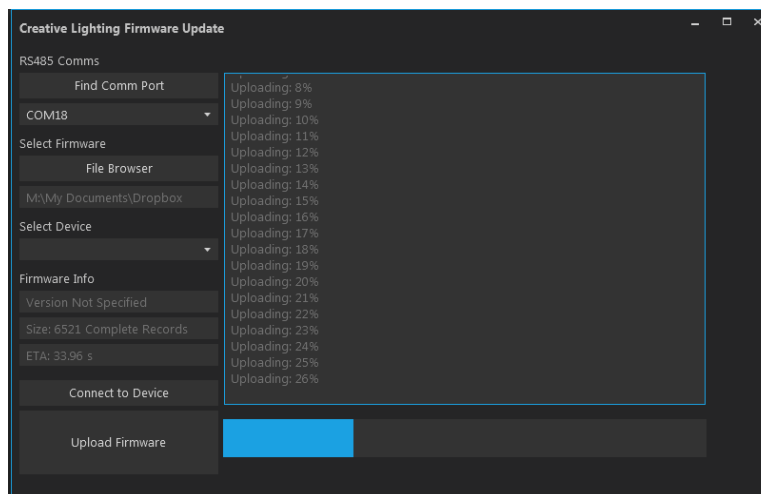 Creative Lighting Firmware Update
RS485 Comms
Find Comm Port
COM18
Select Firmware
File Browser
M:\My Documents\Dropbox
Select Device
Firmware Info
Version Not Specified
Size: 6521 Complete Records
ETA: 33.96 s
Connect to Device
Upload Firmware
Uploading: 8%
Uploading: 9%
Uploading: 10%
Uploading: 11%
Uploading: 12%
Uploading: 13%
Uploading: 14%
Uploading: 15%
Uploading: 16%
Uploading: 17%
Uploading: 18%
Uploading: 19%
Uploading: 20%
Uploading: 21%
Uploading: 22%
Uploading: 23%
Uploading: 24%
Uploading: 25%
Uploading: 26%